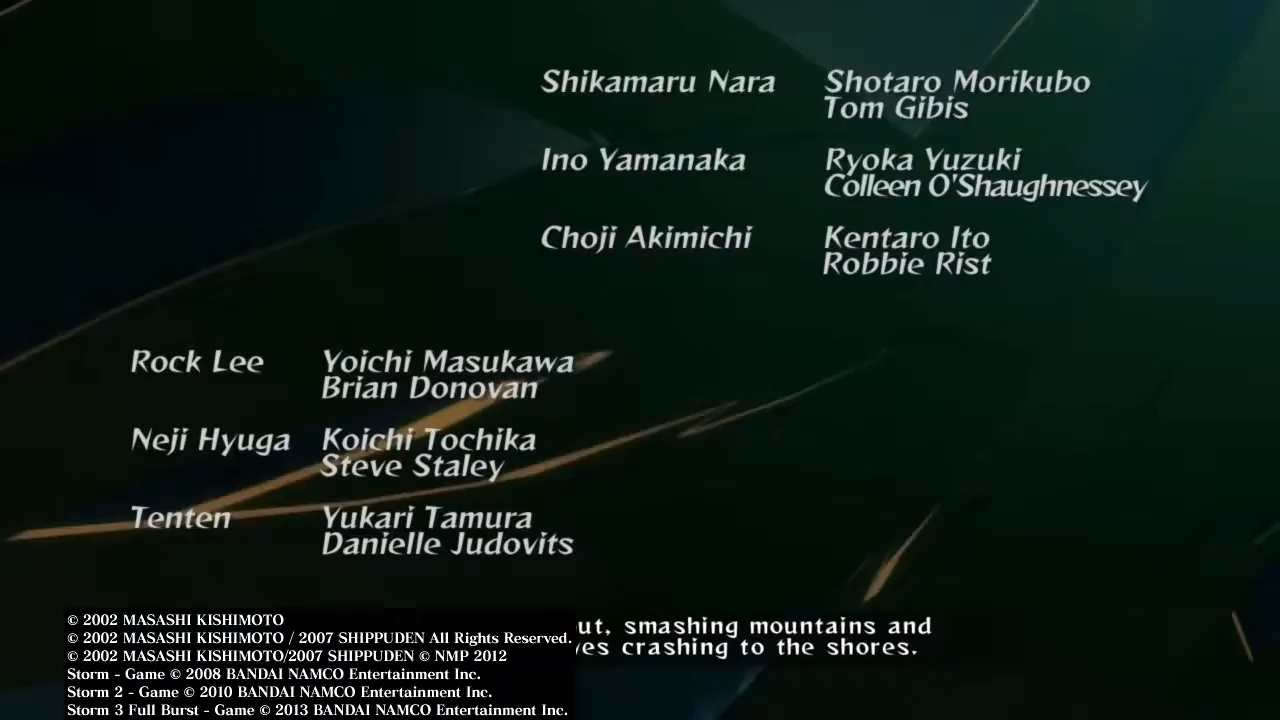 Shikamaru Nara Shotaro Morikubo
Tom Gibis
Ino Yamanaka Ryoka Yuzuki
Colleen O'Shaughnessey
Choji Akimichi Kentaro Ito
Robbie Rist
Rock Lee Yoichi Masukawa
Brian Donovan
Neji Hyuga Koichi Tochika
Steve Staley
Tenten Yukari Tamura
Danielle Judovits
smashing mountains and
crashing to the shores.
© 2002 MASASHI KISHIMOTO
© 2002 MASASHI KISHIMOTO / 2007 SHIPPUDEN All Rights Reserved.
© 2002 MASASHI KISHIMOTO/2007 SHIPPUDEN © NMP 2012
Storm - Game © 2008 BANDAI NAMCO Entertainment Inc.
Storm 2 - Game © 2010 BANDAI NAMCO Entertainment Inc.
Storm 3 Full Burst - Game © 2013 BANDAI NAMCO Entertainment Inc.